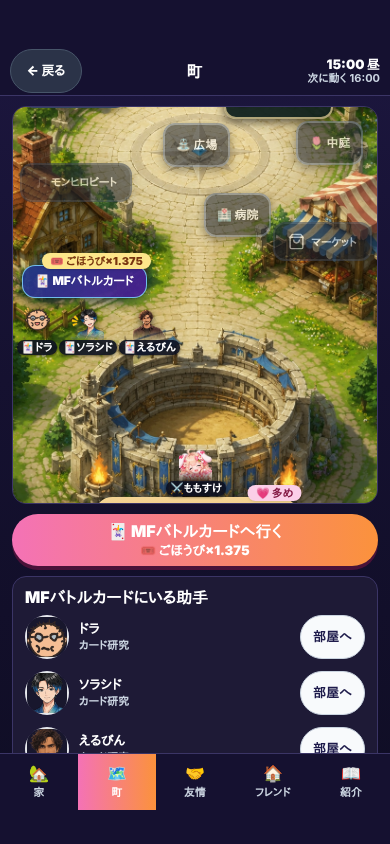 ← 戻る
町
15:00 昼
次に動く 16:00
広場
中庭
モンヒロビート
病院
マーケット
ごほうび×1.375
MFバトルカード
ドラ
ソラシド
えるびん
ももすけ
多め
MFバトルカードへ行く
ごほうび×1.375
MFバトルカードにいる助手
ドラ
カード研究
部屋へ
ソラシド
カード研究
部屋へ
えるびん
部屋へ
家
町
友情
フレンド
紹介